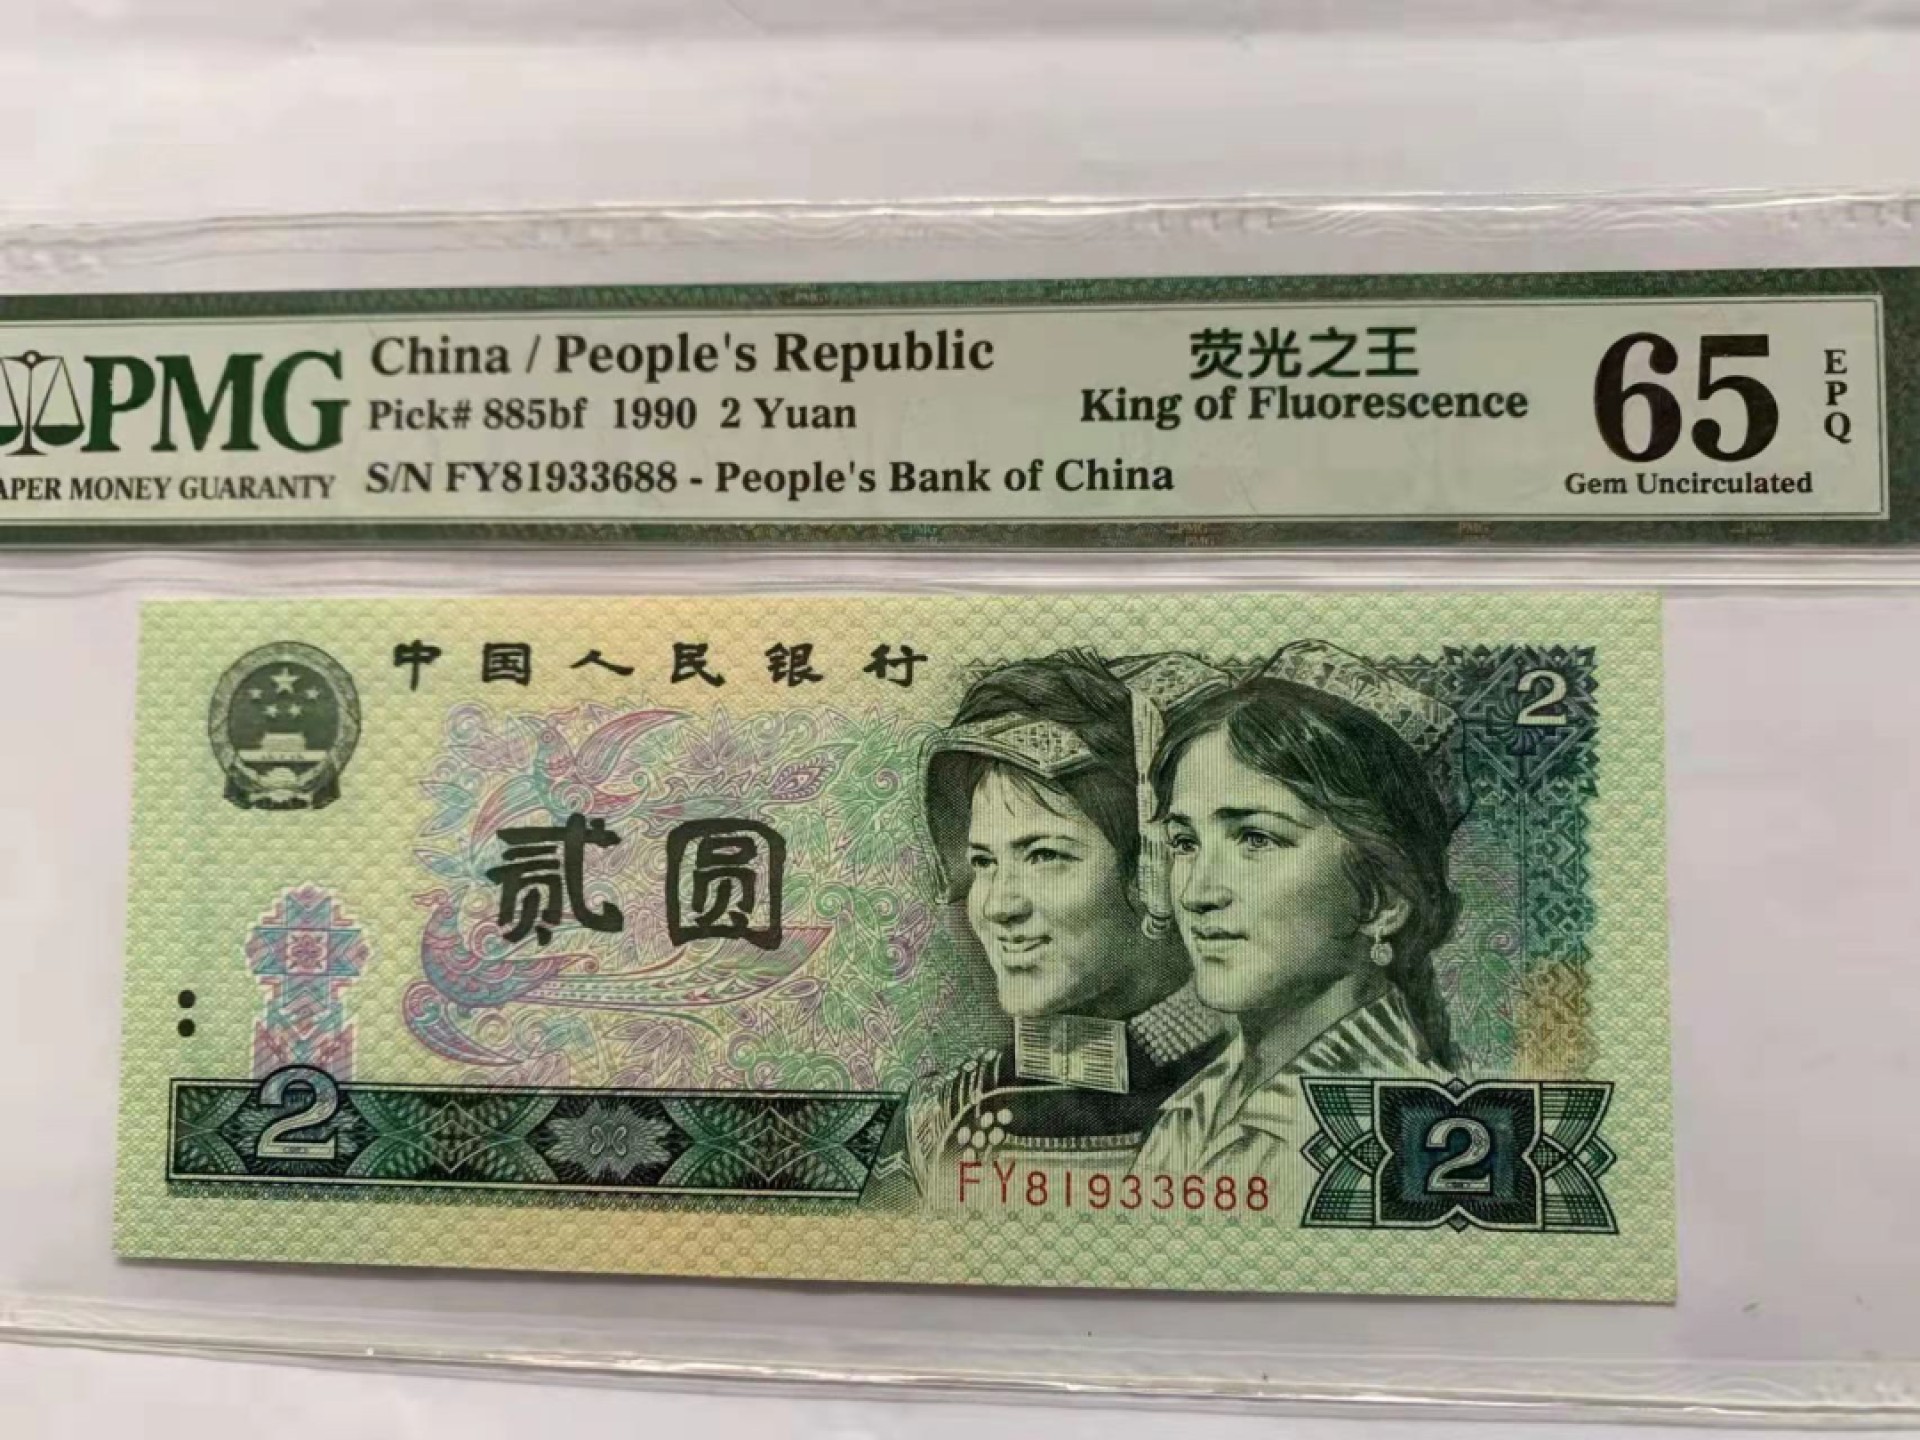 PMG
APER MONEY GUARANTY
China / People's Republic
Pick# 885bf 1990 2 Yuan
S/N FY81933688 - People's Bank of China
荧光之王
King of Fluorescence
65
EPQ
Gem Uncirculated
中国人民银行
2
贰圆
2
FY81933688
2